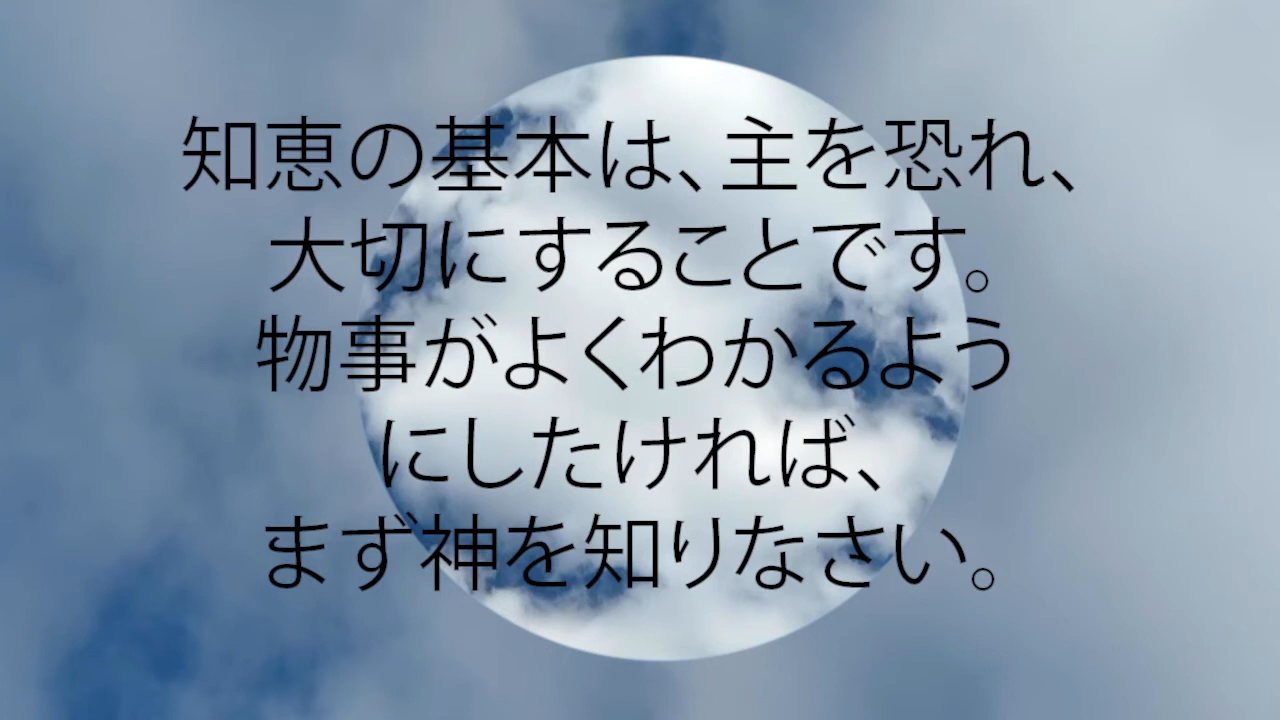 知恵の基本は、主を恐れ、
大切にすることです。
物事がよくわかるよう
にしたければ、
まず神を知りなさい。